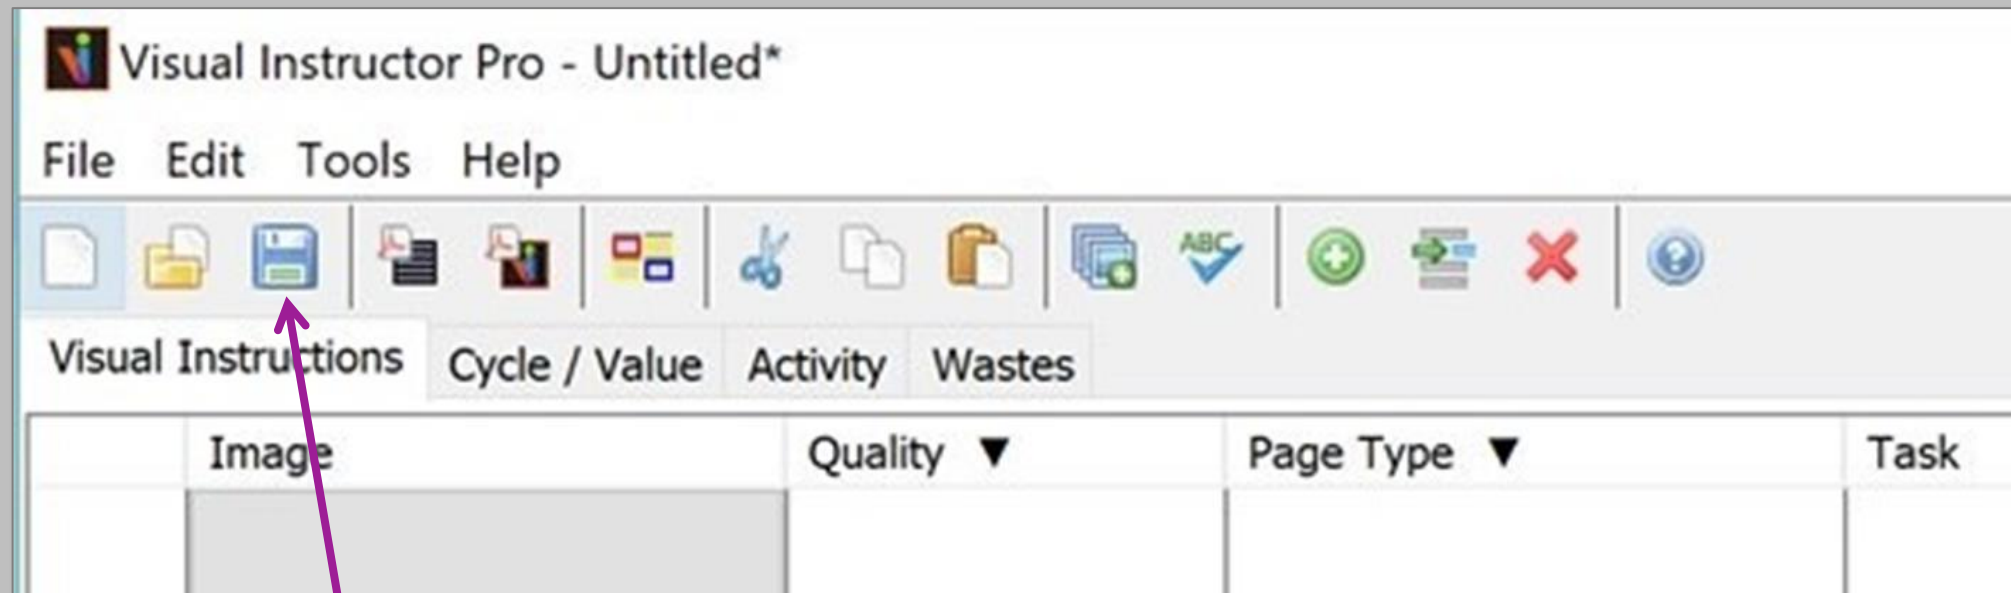 Visual Instructor Pro - Untitled*
File Edit Tools Help
ABC
Visual Instructions Cycle / Value Activity Wastes
Image Quality ▼ Page Type ▼ Task